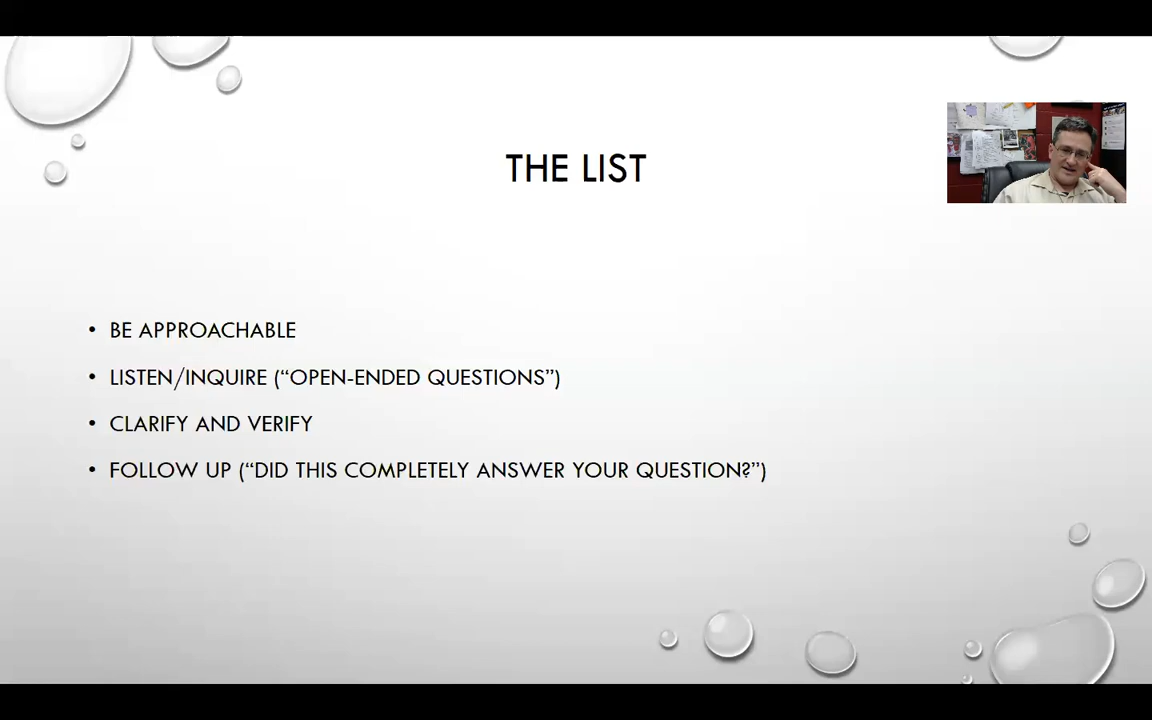 THE LIST
• BE APPROACHABLE
• LISTEN/INQUIRE (“OPEN-ENDED QUESTIONS”)
• CLARIFY AND VERIFY
• FOLLOW UP (“DID THIS COMPLETELY ANSWER YOUR QUESTION?”)